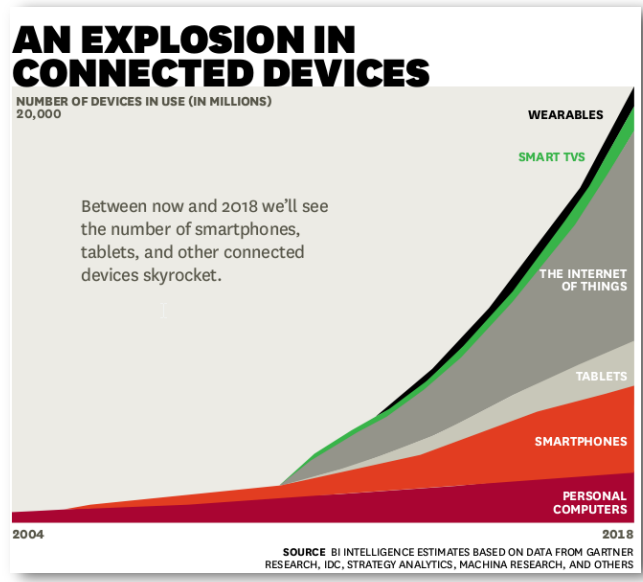 AN EXPLOSION IN
CONNECTED DEVICES
NUMBER OF DEVICES IN USE (IN MILLIONS)
20,000
WEARABLES
SMART TVS
Between now and 2018 we'll see
the number of smartphones,
tablets, and other connected
devices skyrocket.
THE INTERNET
OF THINGS
TABLETS
SMARTPHONES
PERSONAL
COMPUTERS
2004
2018
SOURCE BI INTELLIGENCE ESTIMATES BASED ON DATA FROM GARTNER
RESEARCH, IDC, STRATEGY ANALYTICS, MACHINA RESEARCH, AND OTHERS